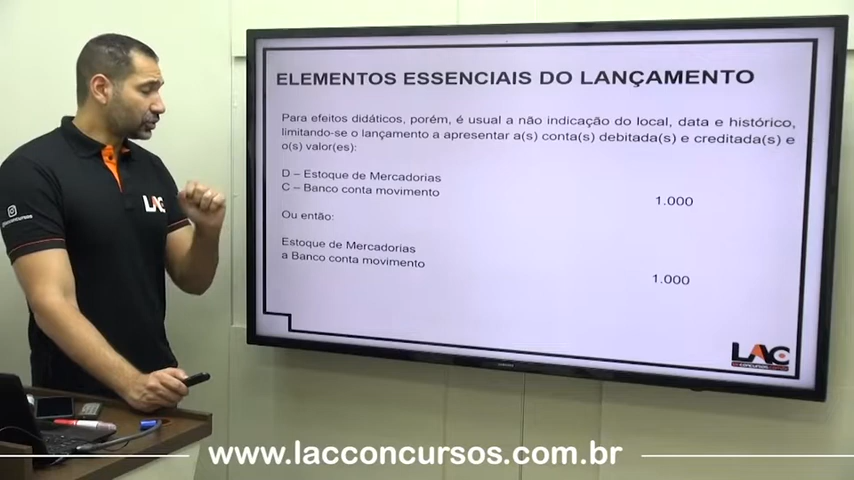 ELEMENTOS ESSENCIAIS DO LANÇAMENTO
Para efeitos didáticos, porém, é usual a não indicação do local, data e histórico,
limitando-se o lançamento a apresentar a(s) conta(s) debitada(s) e creditada(s) e
o(s) valor(es):
D – Estoque de Mercadorias
C – Banco conta movimento
1.000
Ou então:
Estoque de Mercadorias
a Banco conta movimento
1.000
LAC
LAC
www.lacconcursos.com.br